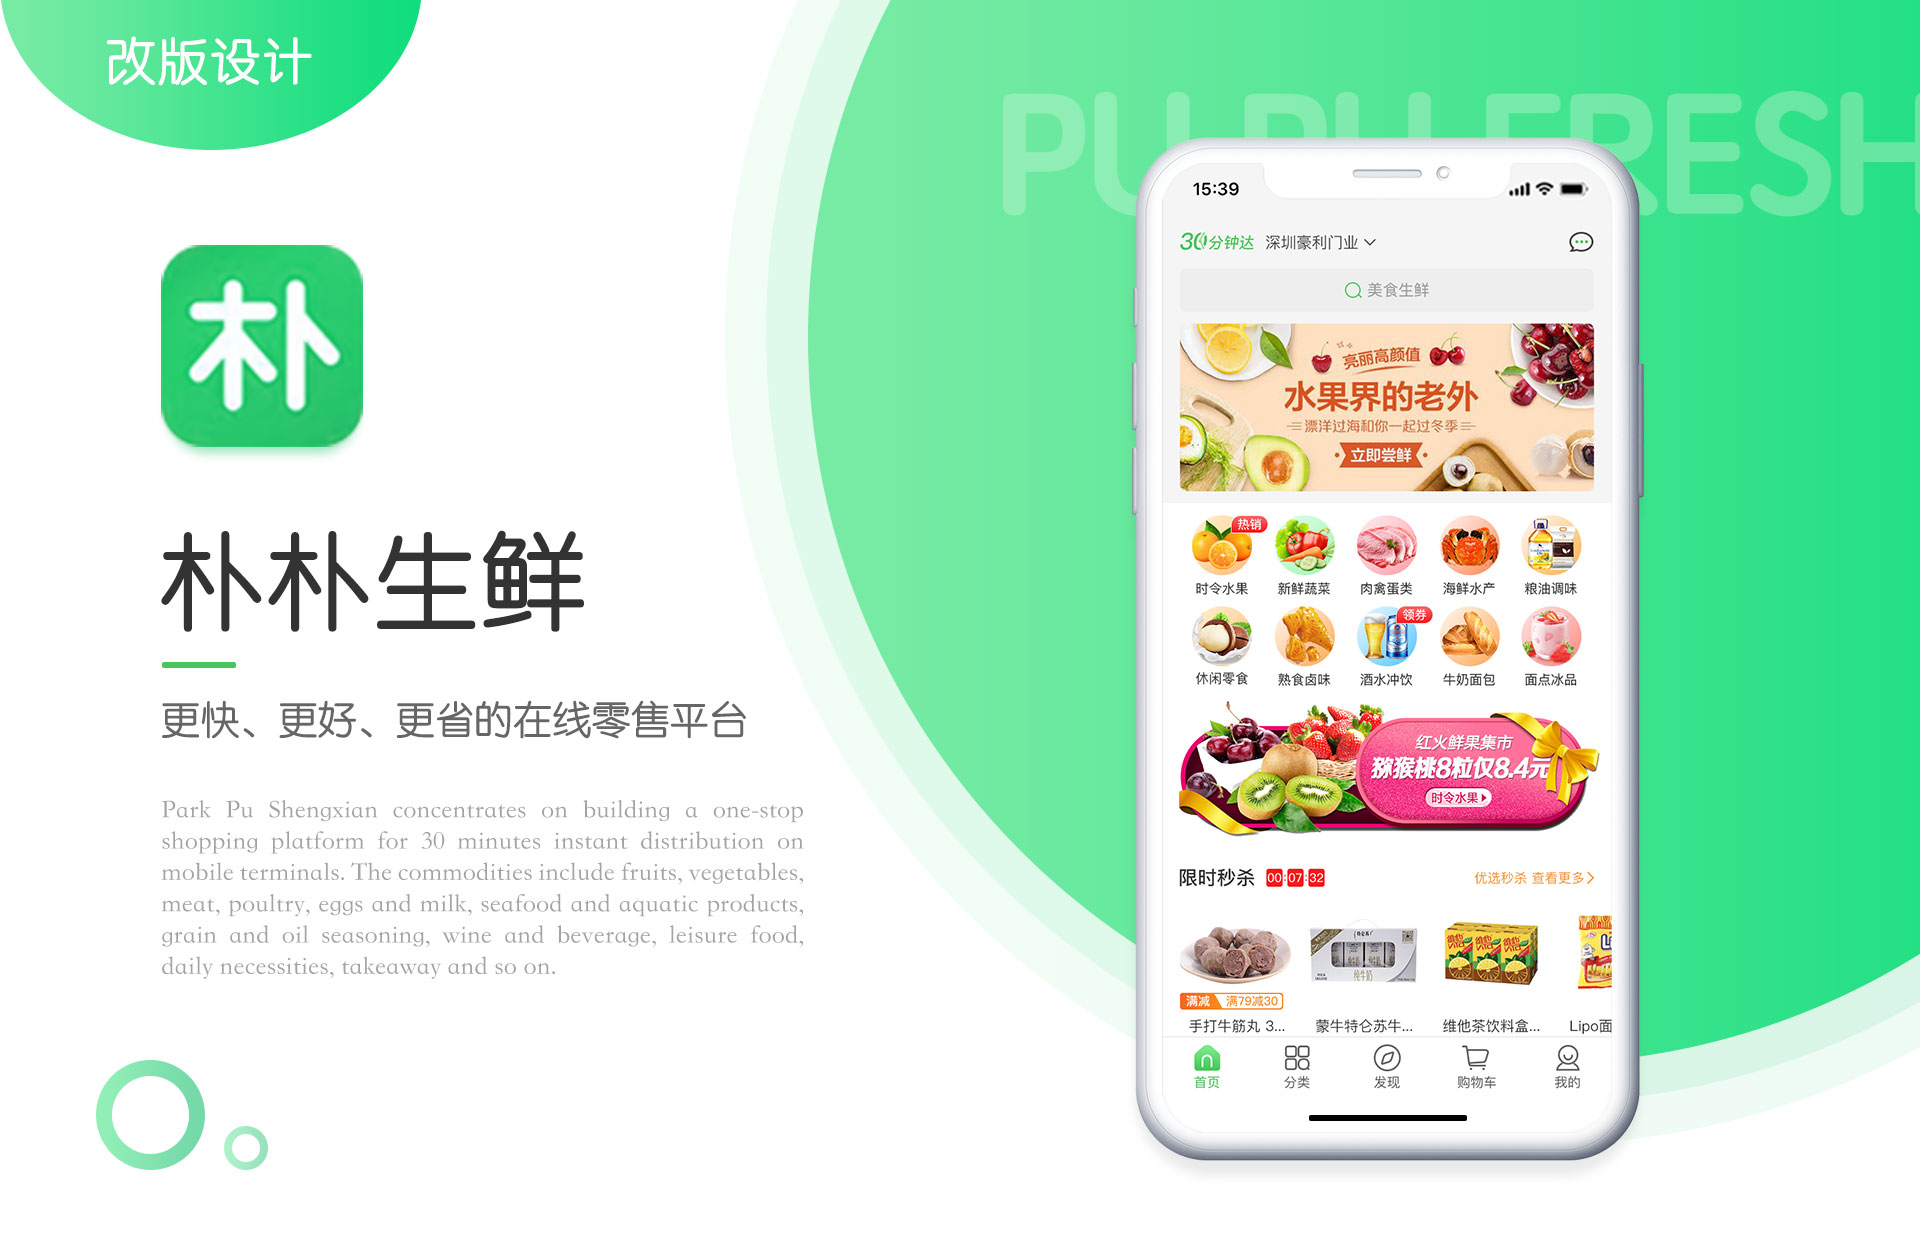 改版设计
PU PU FRESH
朴
朴朴生鲜
更快、更好、更省的在线零售平台
Park Pu Shengxian concentrates on building a one-stop
shopping platform for 30 minutes instant distribution on
mobile terminals. The commodities include fruits, vegetables,
meat, poultry, eggs and milk, seafood and aquatic products,
grain and oil seasoning, wine and beverage, leisure food,
daily necessities, takeaway and so on.
15:39
30分钟达 深圳豪利门业
美食生鲜
亮丽高颜值
水果界的老外
漂洋过海和你一起过冬季
立即尝鲜
热销
时令水果 新鲜蔬菜 肉禽蛋类 海鲜水产 粮油调味
领券
休闲零食 熟食卤味 酒水冲饮 牛奶面包 面点冰品
红火鲜果集市
猕猴桃8粒仅8.4元
时令水果
限时秒杀 00:07:32 优选秒杀 查看更多
纯牛奶
满减 满79减30
手打牛筋丸 3... 蒙牛特仑苏牛... 维他茶饮料盒... Lipo面
首页 分类 发现 购物车 我的